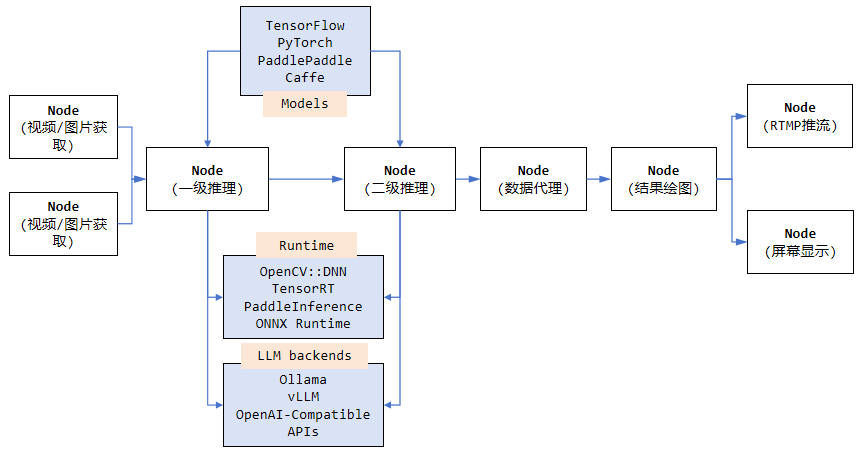 TensorFlow
PyTorch
PaddlePaddle
Caffe
Models
Node
(视频/图片获
取)
Node
(视频/图片获
取)
Node
(一级推理)
Node
(二级推理)
Node
(数据代理)
Node
(结果绘图)
Node
(RTMP推流)
Node
(屏幕显示)
Runtime
OpenCV::DNN
TensorRT
PaddleInference
ONNX Runtime
LLM backends
Ollama
vLLM
OpenAI-Compatible
APIs